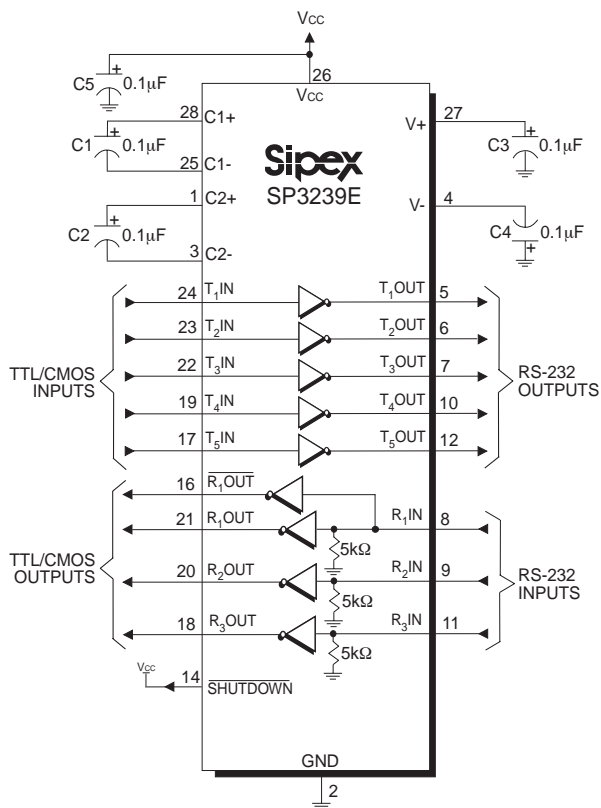 Vcc
26
Vcc
C5 + 0.1µF
28 C1+
C1 + 0.1µF
25 C1-
1 C2+
C2 + 0.1µF
3 C2-
Sipex
SP3239E
V+ 27
+ C3 0.1µF
V- 4
C4 0.1µF +
TTL/CMOS
INPUTS
24 T1IN T1OUT 5
23 T2IN T2OUT 6
22 T3IN T3OUT 7
19 T4IN T4OUT 10
17 T5IN T5OUT 12
RS-232
OUTPUTS
TTL/CMOS
OUTPUTS
16 R1OUT
21 R1OUT R1IN 8
5kΩ
20 R2OUT R2IN 9
5kΩ
18 R3OUT R3IN 11
5kΩ
RS-232
INPUTS
Vcc
14 SHUTDOWN
GND
2